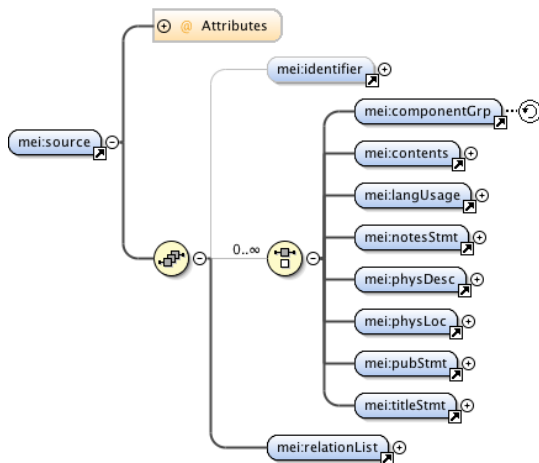 @ Attributes
mei:identifier
mei:componentGrp
mei:source
mei:contents
mei:langUsage
mei:notesStmt
0..∞
mei:physDesc
mei:physLoc
mei:pubStmt
mei:titleStmt
mei:relationList